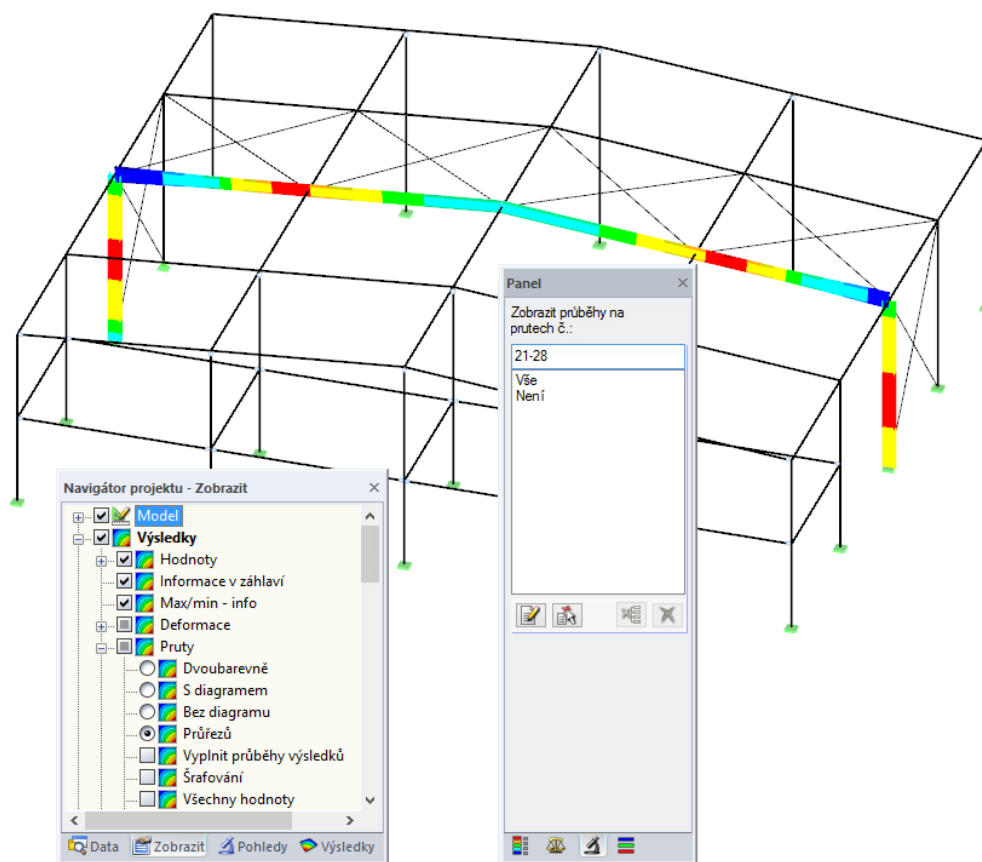 Panel
Zobrazit průběhy na
prutech č.:
21-28
Vše
Není
Navigátor projektu - Zobrazit
Model
Výsledky
Hodnoty
Informace v záhlaví
Max/min - info
Deformace
Pruty
Dvoubarevně
S diagramem
Bez diagramu
Průřezů
Vyplnit průběhy výsledků
Šrafování
Všechny hodnoty
Data Zobrazit Pohledy Výsledky